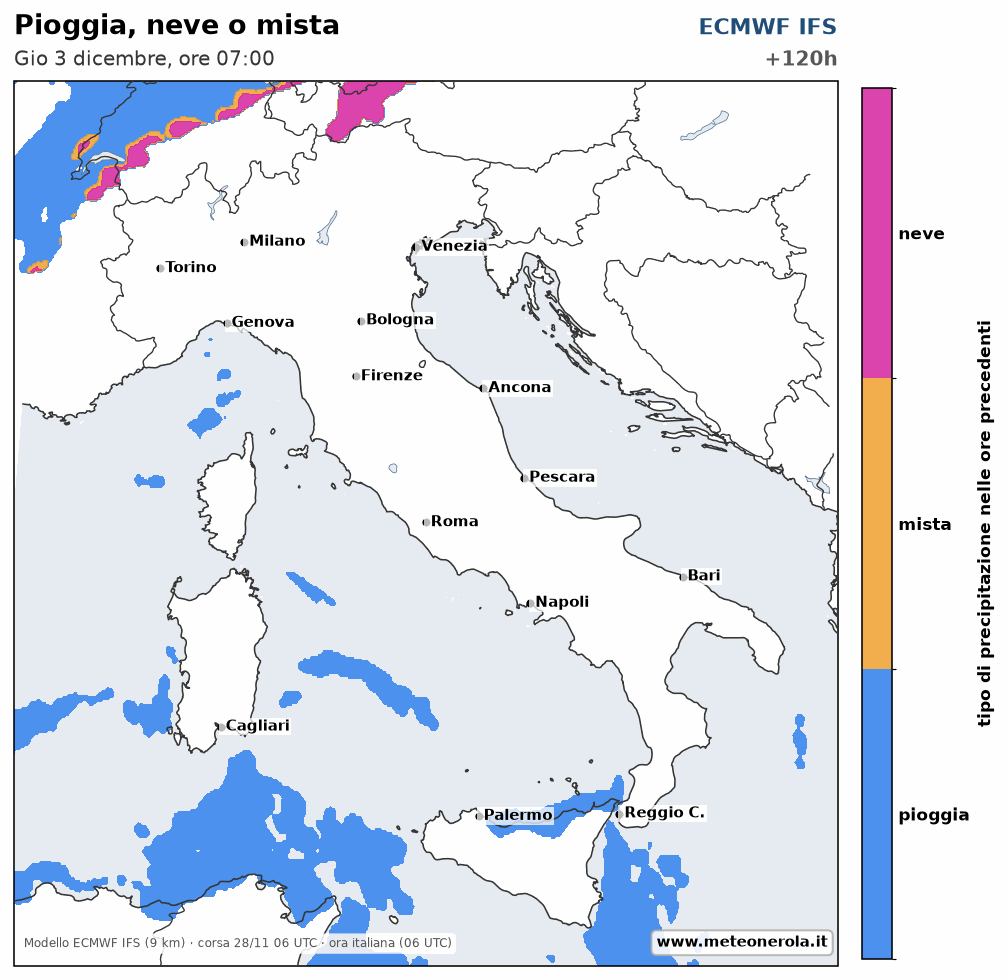 Pioggia, neve o mista
ECMWF IFS
Gio 3 dicembre, ore 07:00
+120h
Milano
Venezia
Torino
Genova
Bologna
Firenze
Ancona
Pescara
Roma
Bari
Napoli
Cagliari
Palermo
Reggio C.
neve
mista
pioggia
tipo di precipitazione nelle ore precedenti
Modello ECMWF IFS (9 km) · corsa 28/11 06 UTC · ora italiana (06 UTC)
www.meteonerola.it